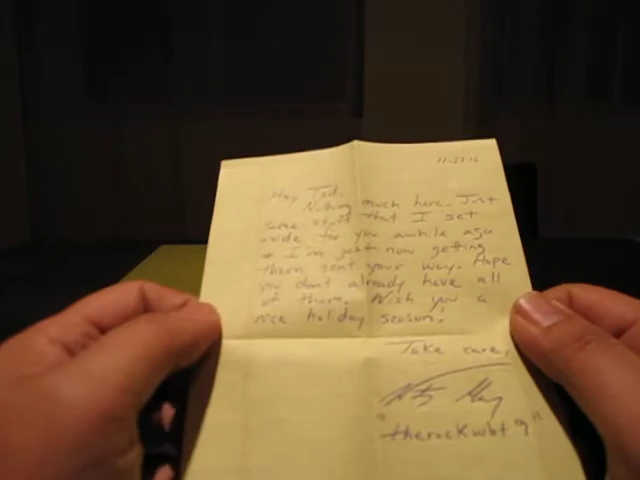 11-29-10
Hey Ted,
Nothing much here. Just
some stuff that I set
aside for you awhile ago
& I'm just now getting
them sent your way. Hope
you don't already have all
of them. Wish you a
nice holiday season!
Take care,
"therockwbt9"